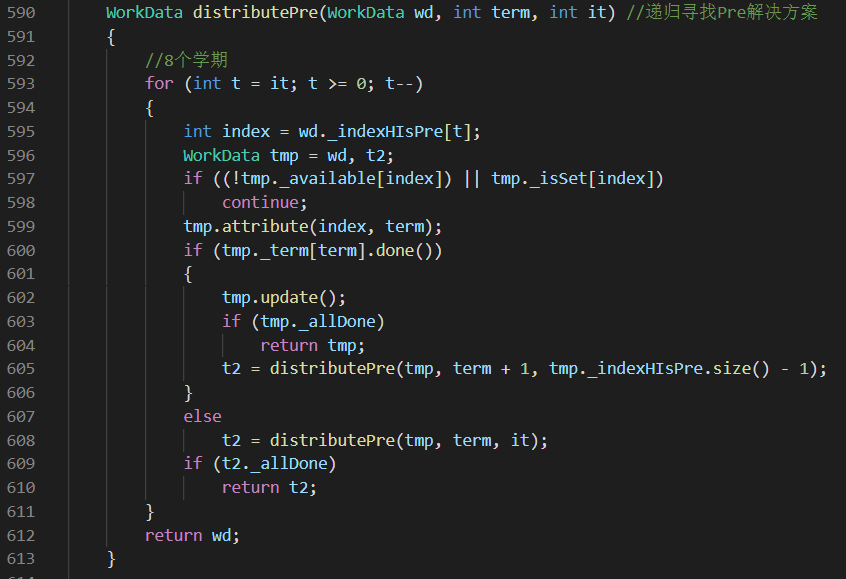 590 WorkData distributePre(WorkData wd, int term, int it) //递归寻找Pre解决方案
591 {
592 //8个学期
593 for (int t = it; t >= 0; t--)
594 {
595 int index = wd._indexHIsPre[t];
596 WorkData tmp = wd, t2;
597 if ((!tmp._available[index]) || tmp._isSet[index])
598 continue;
599 tmp.attribute(index, term);
600 if (tmp._term[term].done())
601 {
602 tmp.update();
603 if (tmp._allDone)
604 return tmp;
605 t2 = distributePre(tmp, term + 1, tmp._indexHIsPre.size() - 1);
606 }
607 else
608 t2 = distributePre(tmp, term, it);
609 if (t2._allDone)
610 return t2;
611 }
612 return wd;
613 }